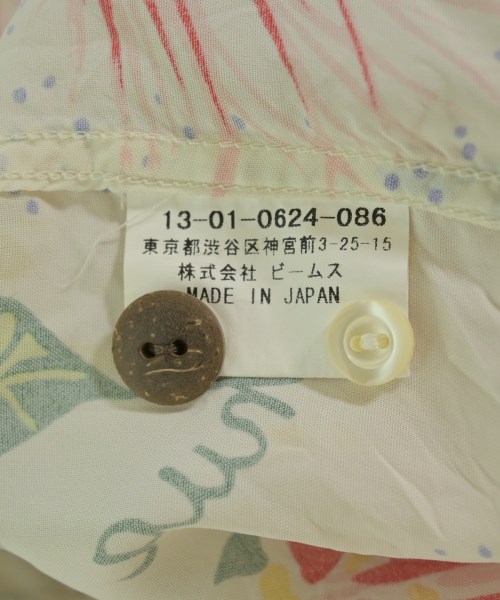 13-01-0624-086
東京都渋谷区神宮前3-25-15
株式会社 ビームス
MADE IN JAPAN